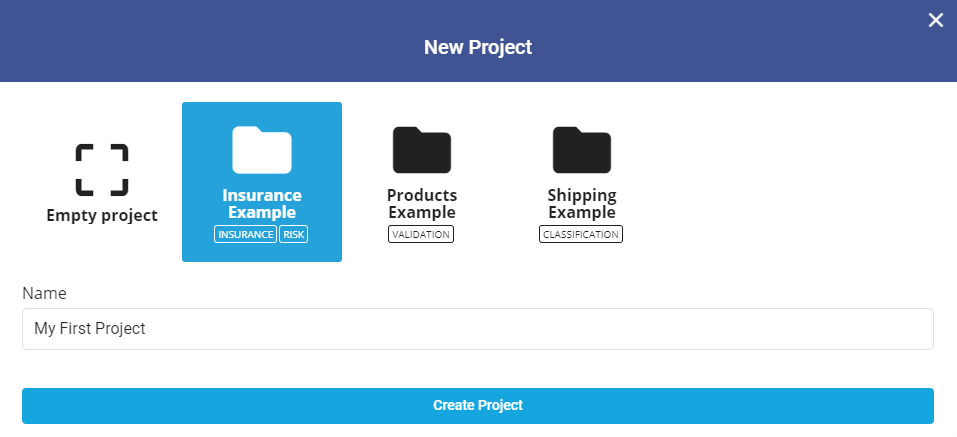 New Project
Empty project
Insurance
Example
INSURANCE RISK
Products
Example
VALIDATION
Shipping
Example
CLASSIFICATION
Name
My First Project
Create Project